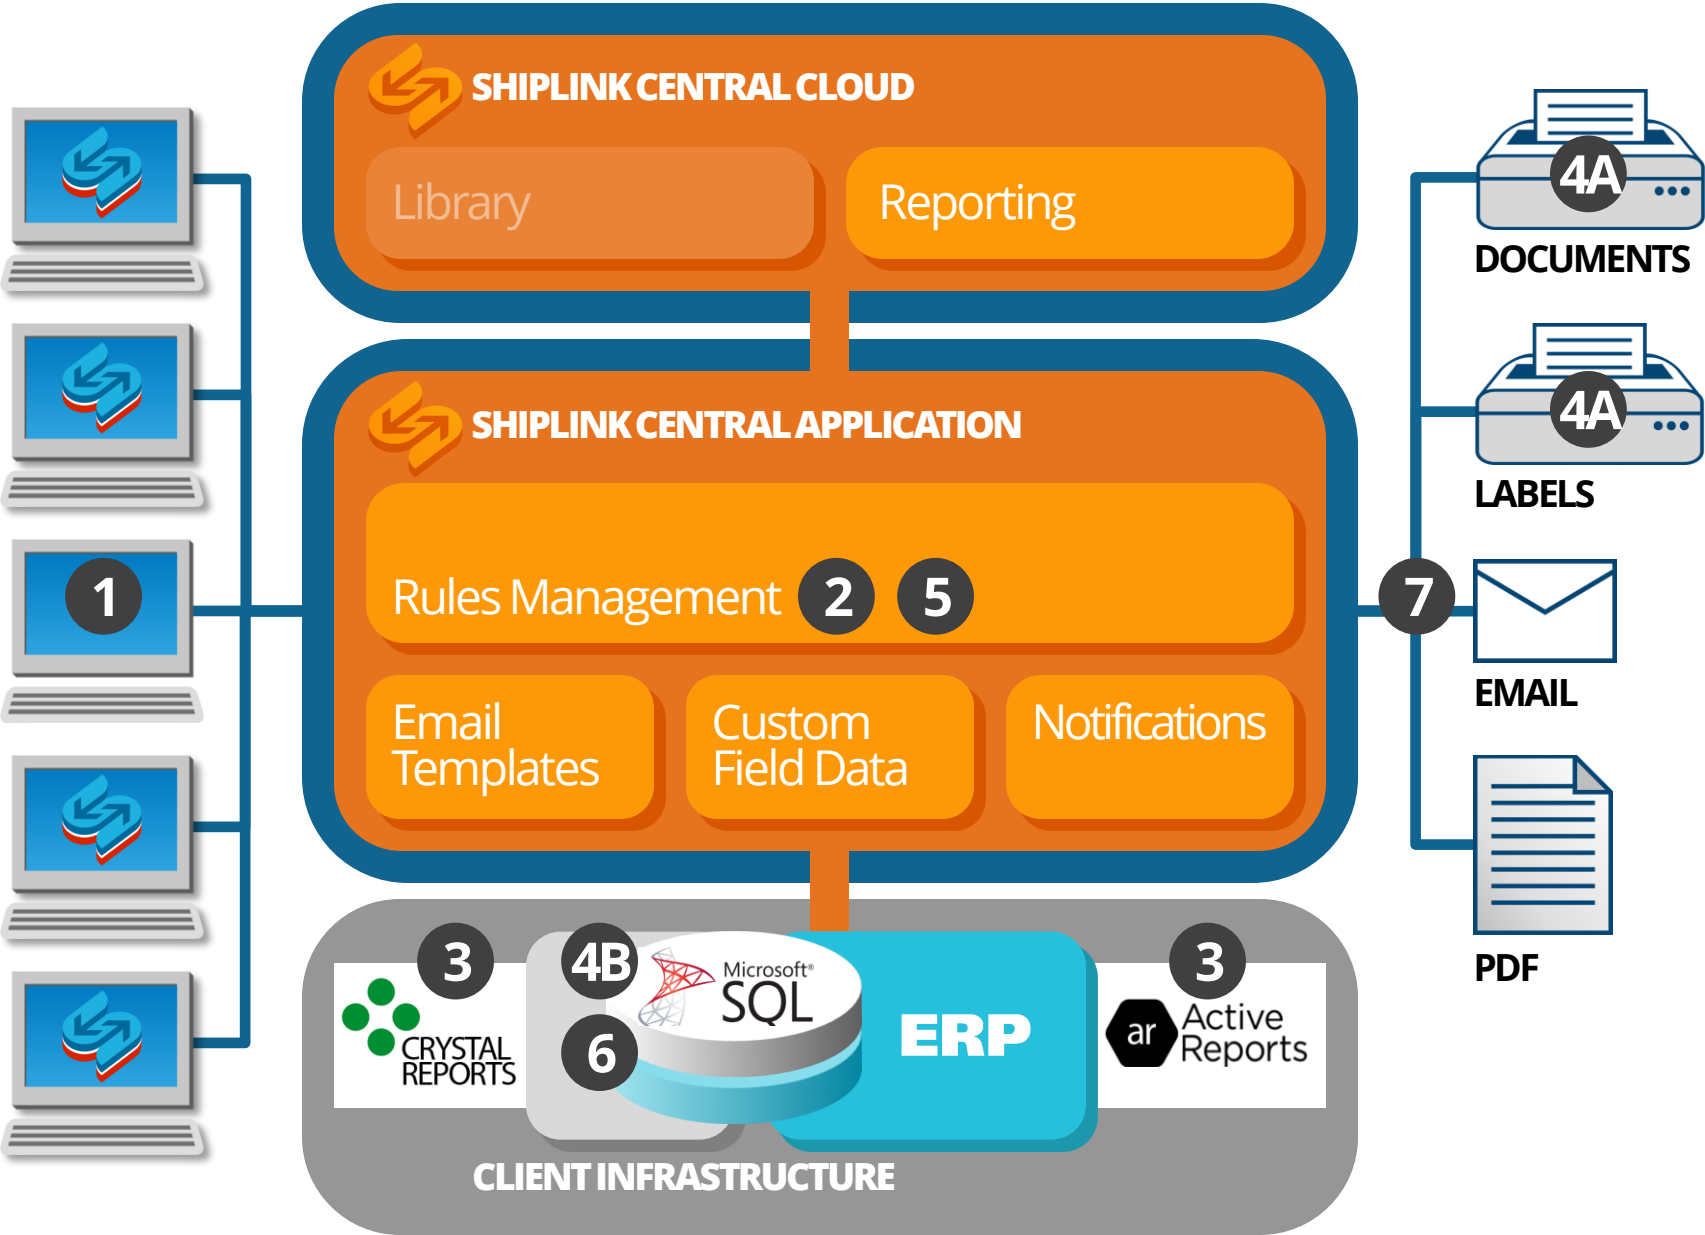 SHIPLINK CENTRAL CLOUD
Library
Reporting
SHIPLINK CENTRAL APPLICATION
Rules Management 2 5
Email
Templates
Custom
Field Data
Notifications
1
3
CRYSTAL
REPORTS
4B
6
Microsoft®
SQL
ERP
3
ar
Active
Reports
CLIENT INFRASTRUCTURE
4A
DOCUMENTS
4A
LABELS
7
EMAIL
PDF